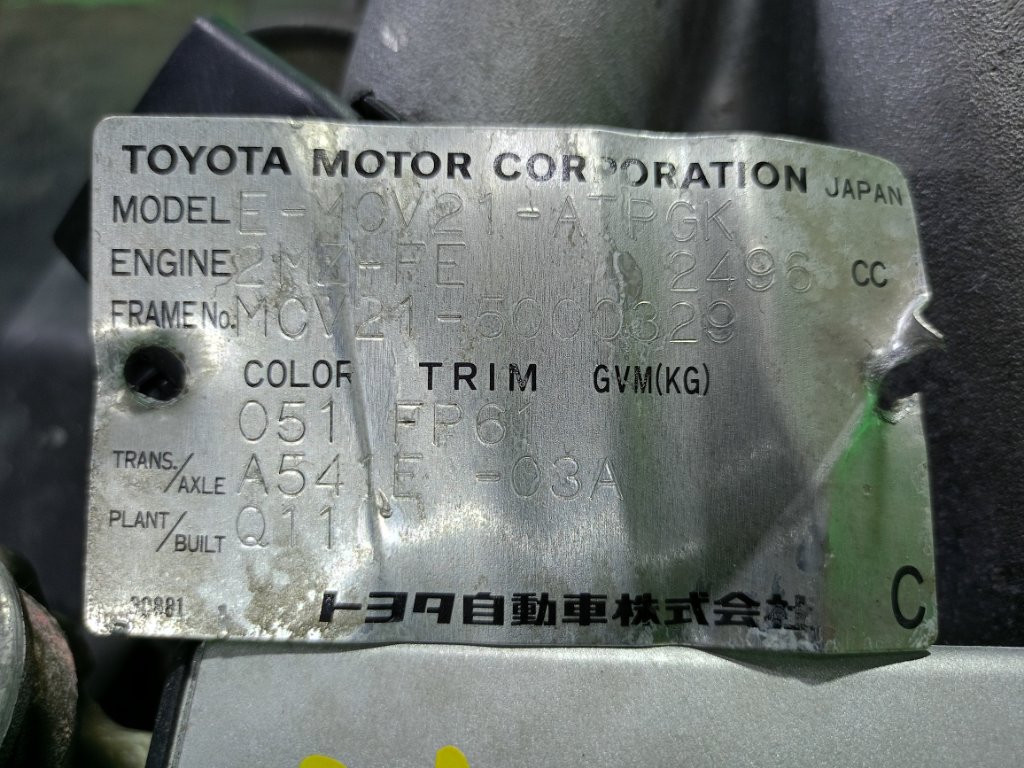 TOYOTA MOTOR CORPORATION JAPAN
MODEL E-MCV21-ATPGK
ENGINE 2MZ-FE 2496 CC
FRAME No. MCV21-5000329
COLOR TRIM GVM(KG)
051 FP61
TRANS./AXLE A541E -03A
PLANT/BUILT Q11
トヨタ自動車株式会社 C